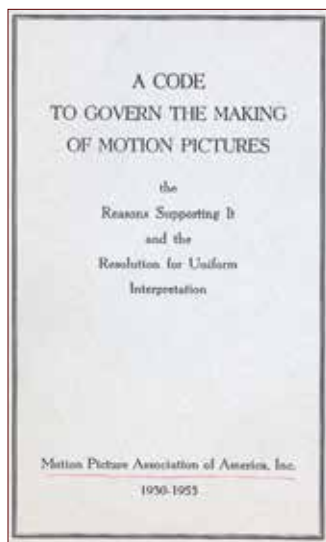 A CODE
TO GOVERN THE MAKING
OF MOTION PICTURES
the
Reasons Supporting It
and the
Resolution for Uniform
Interpretation
Motion Picture Association of America, Inc.
1930-1955